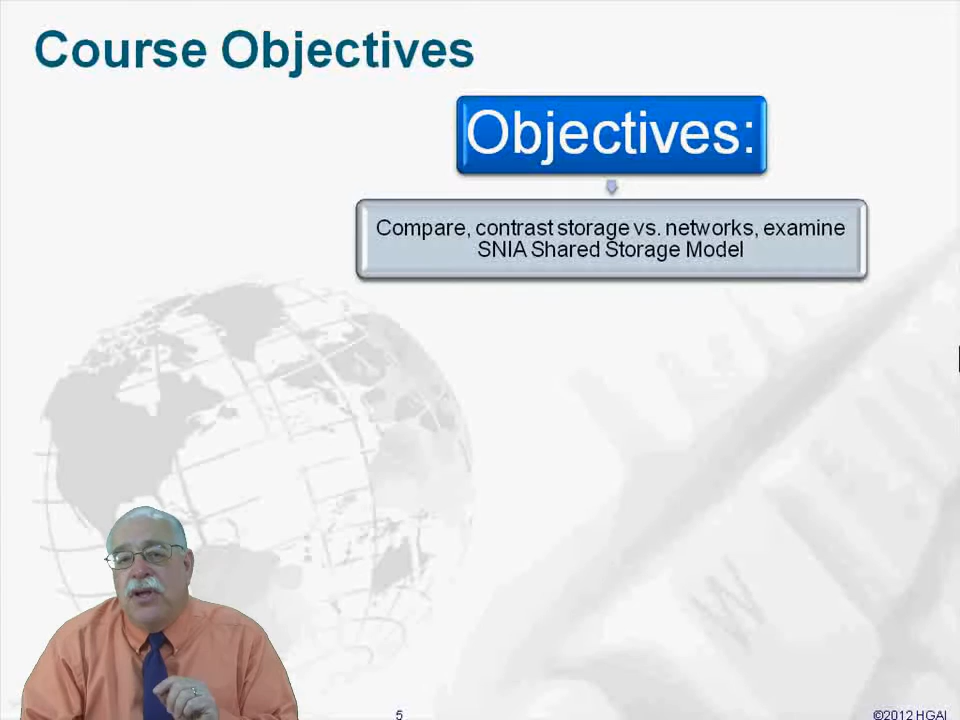 Course Objectives
Objectives:
Compare, contrast storage vs. networks, examine
SNIA Shared Storage Model
W
5
©2012 HGAI